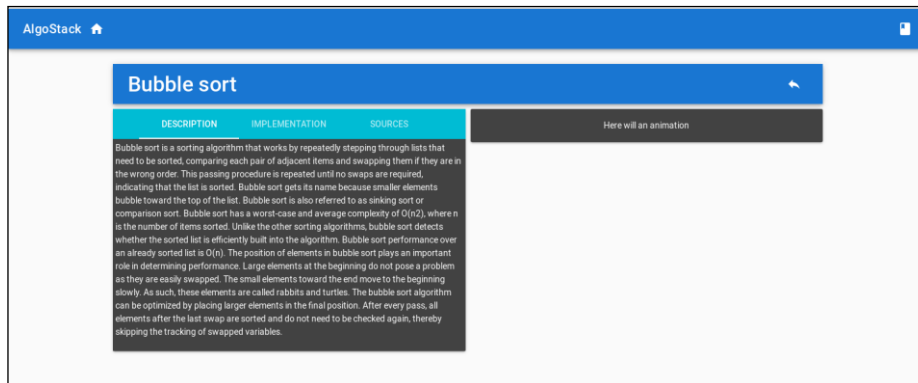 AlgoStack
Bubble sort
DESCRIPTION IMPLEMENTATION SOURCES
Bubble sort is a sorting algorithm that works by repeatedly stepping through lists that
need to be sorted, comparing each pair of adjacent items and swapping them if they are in
the wrong order. This passing procedure is repeated until no swaps are required,
indicating that the list is sorted. Bubble sort gets its name because smaller elements
bubble toward the top of the list. Bubble sort is also referred to as sinking sort or
comparison sort. Bubble sort has a worst-case and average complexity of O(n2), where n
is the number of items sorted. Unlike the other sorting algorithms, bubble sort detects
whether the sorted list is efficiently built into the algorithm. Bubble sort performance over
an already sorted list is O(n). The position of elements in bubble sort plays an important
role in determining performance. Large elements at the beginning do not pose a problem
as they are easily swapped. The small elements toward the end move to the beginning
slowly. As such, these elements are called rabbits and turtles. The bubble sort algorithm
can be optimized by placing larger elements in the final position. After every pass, all
elements after the last swap are sorted and do not need to be checked again, thereby
skipping the tracking of swapped variables.
Here will an animation